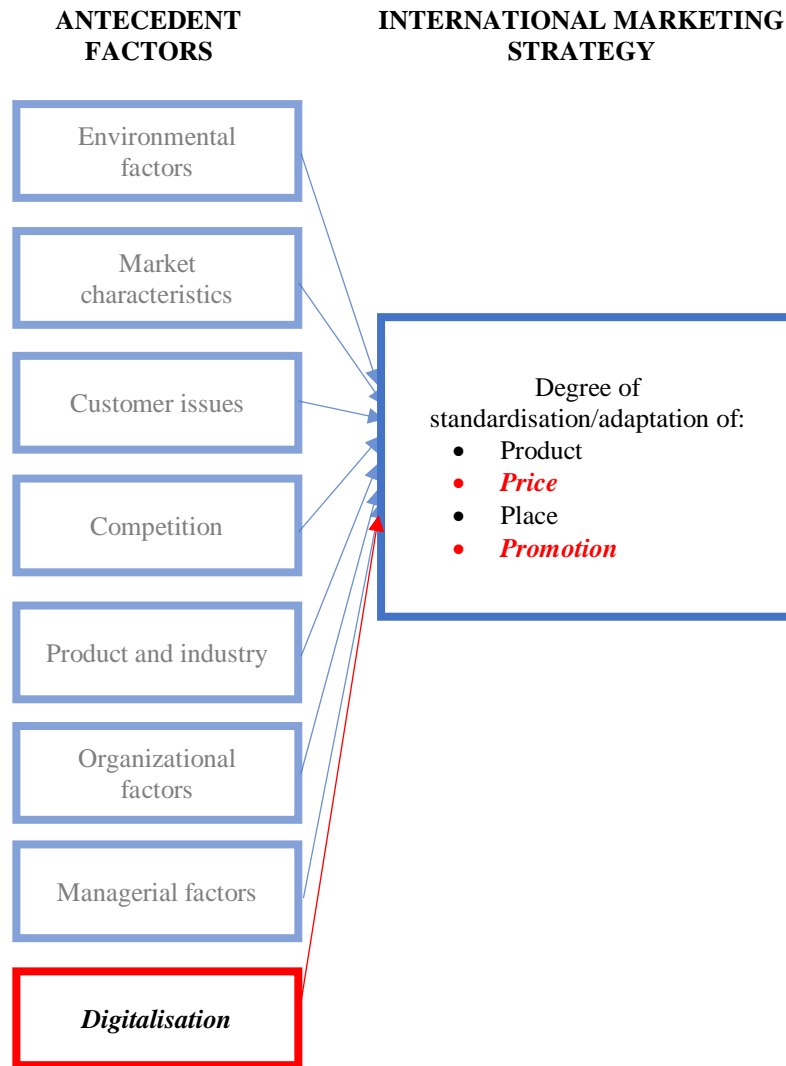 ANTECEDENT
FACTORS
INTERNATIONAL MARKETING
STRATEGY
Environmental
factors
Market
characteristics
Customer issues
Competition
Product and industry
Organizational
factors
Managerial factors
Digitalisation
Degree of
standardisation/adaptation of:
• Product
• Price
• Place
• Promotion